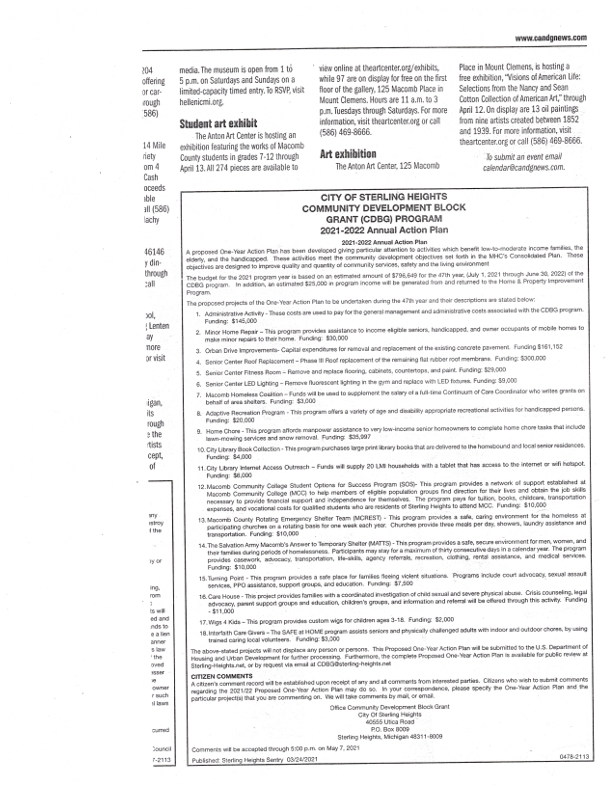 www.candgnews.com
204
offering
or car-
rough
586)
14 Mile
riety
om 4
Cash
oceeds
ible
all (586)
lachy
46146
y din-
through
call
ool,
Lenten
ay
more
or visit
igan,
its
rough
e the
rtists
cept,
of
any
estroy
f the
ny or
ing,
rom
ts will
ed and
nds to
e a lien
anner
s law
f the
oved
esser
owner
r such
il laws
curred
Council
7-2113
media. The museum is open from 1 to
5 p.m. on Saturdays and Sundays on a
limited-capacity timed entry. To RSVP, visit
hellenicmi.org.
Student art exhibit
The Anton Art Center is hosting an
exhibition featuring the works of Macomb
County students in grades 7-12 through
April 13. All 274 pieces are available to
view online at theartcenter.org/exhibits,
while 97 are on display for free on the first
floor of the gallery, 125 Macomb Place in
Mount Clemens. Hours are 11 a.m. to 3
p.m. Tuesdays through Saturdays. For more
information, visit theartcenter.org or call
(586) 469-8666.
Art exhibition
The Anton Art Center, 125 Macomb
Place in Mount Clemens, is hosting a
free exhibition, "Visions of American Life:
Selections from the Nancy and Sean
Cotton Collection of American Art," through
April 12. On display are 13 oil paintings
from nine artists created between 1852
and 1939. For more information, visit
theartcenter.org or call (586) 469-8666.
To submit an event email
calendar@candgnews.com.
CITY OF STERLING HEIGHTS
COMMUNITY DEVELOPMENT BLOCK
GRANT (CDBG) PROGRAM
2021-2022 Annual Action Plan
2021-2022 Annual Action Plan
A proposed One-Year Action Plan has been developed giving particular attention to activities which benefit low-to-moderate income families, the
elderly, and the handicapped. These activities meet the community development objectives set forth in the MHC's Consolidated Plan. These
objectives are designed to improve quality and quantity of community services, safety and the living environment
The budget for the 2021 program year is based on an estimated amount of $796,649 for the 47th year, (July 1, 2021 through June 30, 2022) of the
CDBG program. In addition, an estimated $25,000 in program income will be generated from and returned to the Home & Property Improvement
Program.
The proposed projects of the One-Year Action Plan to be undertaken during the 47th year and their descriptions are stated below:
1. Administrative Activity - These costs are used to pay for the general management and administrative costs associated with the CDBG program.
Funding: $145,000
2. Minor Home Repair – This program provides assistance to income eligible seniors, handicapped, and owner occupants of mobile homes to
make minor repairs to their home. Funding: $30,000
3. Urban Drive Improvements- Capital expenditures for removal and replacement of the existing concrete pavement. Funding $161,152
4. Senior Center Roof Replacement – Phase III Roof replacement of the remaining flat rubber roof membrane. Funding: $300,000
5. Senior Center Fitness Room – Remove and replace flooring, cabinets, countertops, and paint. Funding: $29,000
6. Senior Center LED Lighting – Remove fluorescent lighting in the gym and replace with LED fixtures. Funding: $9,000
7. Macomb Homeless Coalition – Funds will be used to supplement the salary of a full-time Continuum of Care Coordinator who writes grants on
behalf of area shelters. Funding: $3,000
8. Adaptive Recreation Program – This program offers a variety of age and disability appropriate recreational activities for handicapped persons.
Funding: $20,000
9. Home Chore – This program affords manpower assistance to very low-income senior homeowners to complete home chore tasks that include
lawn-mowing services and snow removal. Funding: $35,997
10. City Library Book Collection - This program purchases large print library books that are delivered to the homebound and local senior residences.
Funding: $4,000
11. City Library Internet Access Outreach – Funds will supply 20 LMI households with a tablet that has access to the internet or wifi hotspot.
Funding: $6,000
12. Macomb Community College Student Options for Success Program (SOS)- This program provides a network of support established at
Macomb Community College (MCC) to help members of eligible population groups find direction for their lives and obtain the job skills
necessary to provide financial support and independence for themselves. The program pays for tuition, books, childcare, transportation
expenses, and vocational costs for qualified students who are residents of Sterling Heights to attend MCC. Funding: $10,000
13. Macomb County Rotating Emergency Shelter Team (MCREST) - This program provides a safe, caring environment for the homeless at
participating churches on a rotating basis for one week each year. Churches provide three meals per day, showers, laundry assistance and
transportation. Funding: $10,000
14. The Salvation Army Macomb's Answer to Temporary Shelter (MATTS) - This program provides a safe, secure environment for men, women, and
their families during periods of homelessness. Participants may stay for a maximum of thirty consecutive days in a calendar year. The program
provides casework, advocacy, transportation, life-skills, agency referrals, recreation, clothing, rental assistance, and medical services.
Funding: $10,000
15. Turning Point – This program provides a safe place for families fleeing violent situations. Programs include court advocacy, sexual assault
services, PPO assistance, support groups, and education. Funding: $7,500
16. Care House - This project provides families with a coordinated investigation of child sexual and severe physical abuse. Crisis counseling, legal
advocacy, parent support groups and education, children's groups, and information and referral will be offered through this activity. Funding
- $11,000
17. Wigs 4 Kids – This program provides custom wigs for children ages 3-18. Funding: $2,000
18. Interfaith Care Givers – The SAFE at HOME program assists seniors and physically challenged adults with indoor and outdoor chores, by using
trained caring local volunteers. Funding: $3,000
The above-stated projects will not displace any person or persons. This Proposed One-Year Action Plan will be submitted to the U.S. Department of
Housing and Urban Development for further processing. Furthermore, the complete Proposed One-Year Action Plan is available for public review at
Sterling-Heights.net, or by request via email at CDBG@sterling-heights.net
CITIZEN COMMENTS
A citizen's comment record will be established upon receipt of any and all comments from interested parties. Citizens who wish to submit comments
regarding the 2021/22 Proposed One-Year Action Plan may do so. In your correspondence, please specify the One-Year Action Plan and the
particular project(s) that you are commenting on. We will take comments by mail, or email.
Office Community Development Block Grant
City Of Sterling Heights
40555 Utica Road
P.O. Box 8009
Sterling Heights, Michigan 48311-8009
Comments will be accepted through 5:00 p.m. on May 7, 2021
Published: Sterling Heights Sentry 03/24/2021
0478-2113